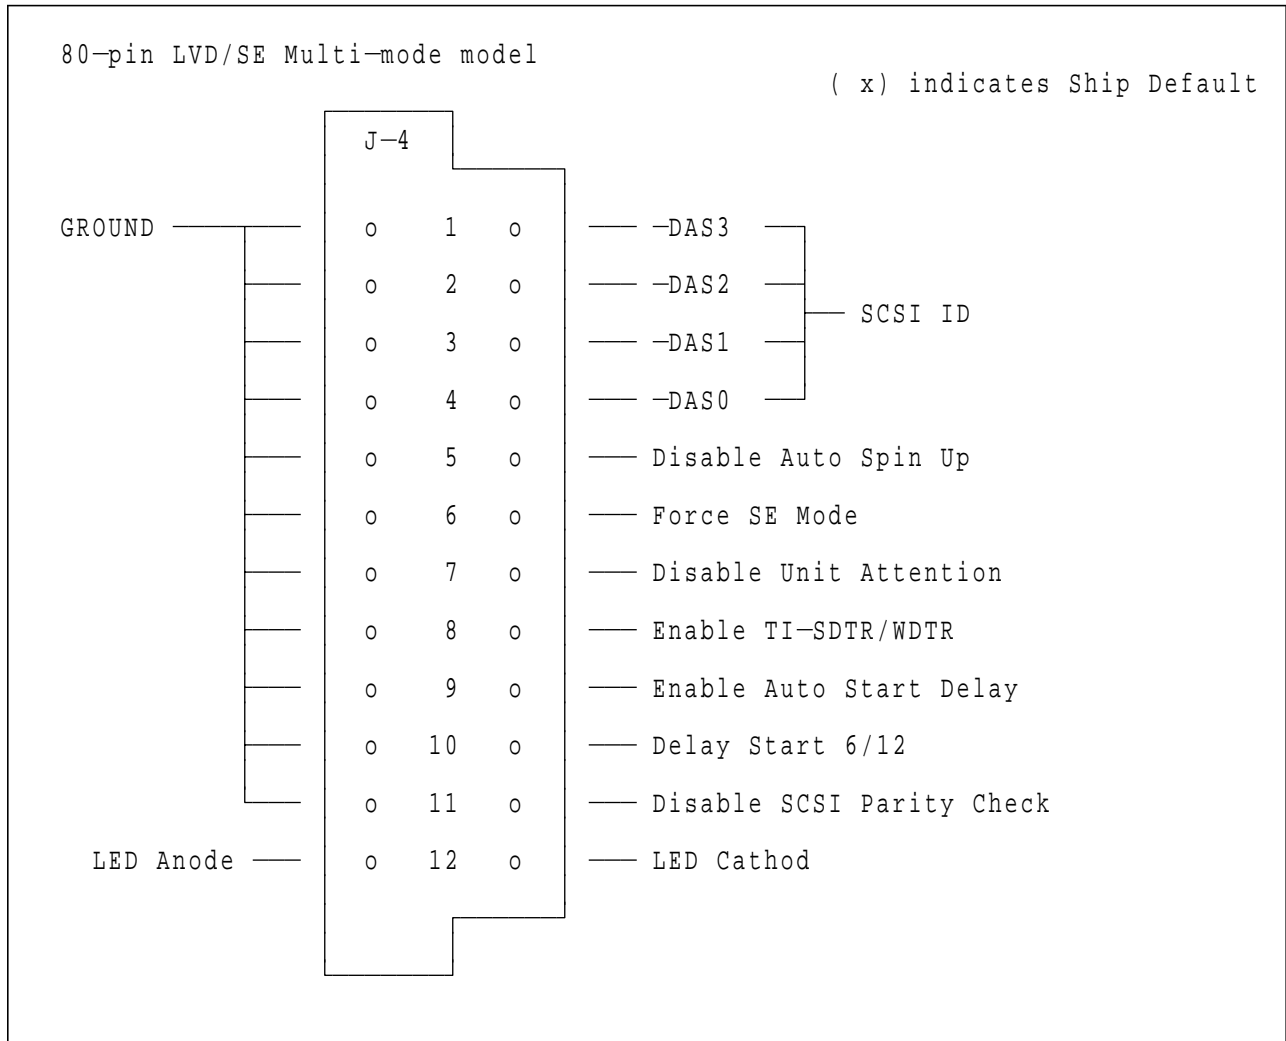 80—pin LVD/SE Multi—mode model
( x) indicates Ship Default
J—4
GROUND o 1 o —DAS3
o 2 o —DAS2
SCSI ID
o 3 o —DAS1
o 4 o —DAS0
o 5 o Disable Auto Spin Up
o 6 o Force SE Mode
o 7 o Disable Unit Attention
o 8 o Enable TI—SDTR/WDTR
o 9 o Enable Auto Start Delay
o 10 o Delay Start 6/12
o 11 o Disable SCSI Parity Check
LED Anode o 12 o LED Cathod